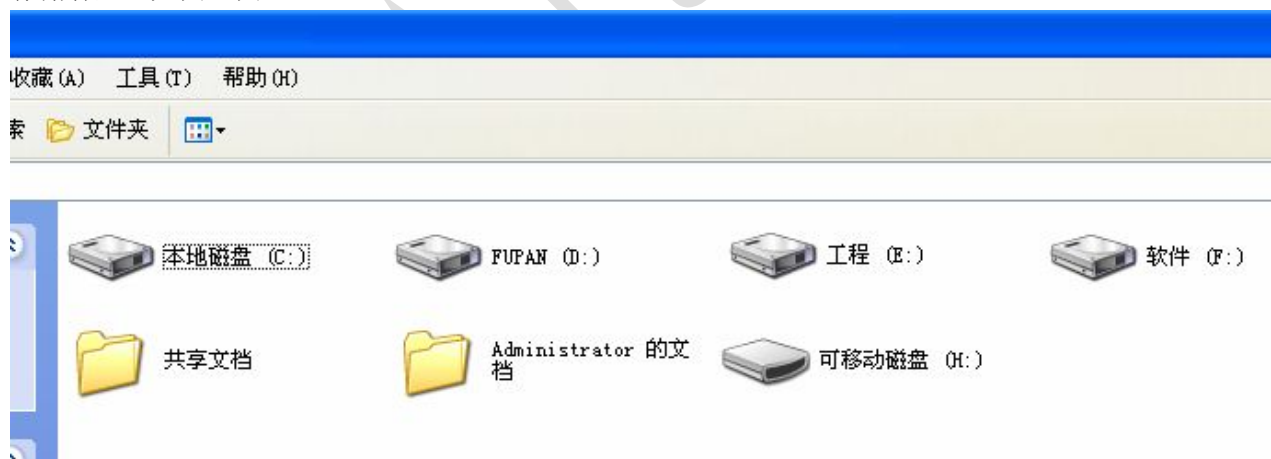 收藏(A) 工具(T) 帮助(H)
索 文件夹
本地磁盘 (C:) FUPAN (D:) 工程 (E:) 软件 (F:)
共享文档 Administrator 的文 可移动磁盘 (H:)
档